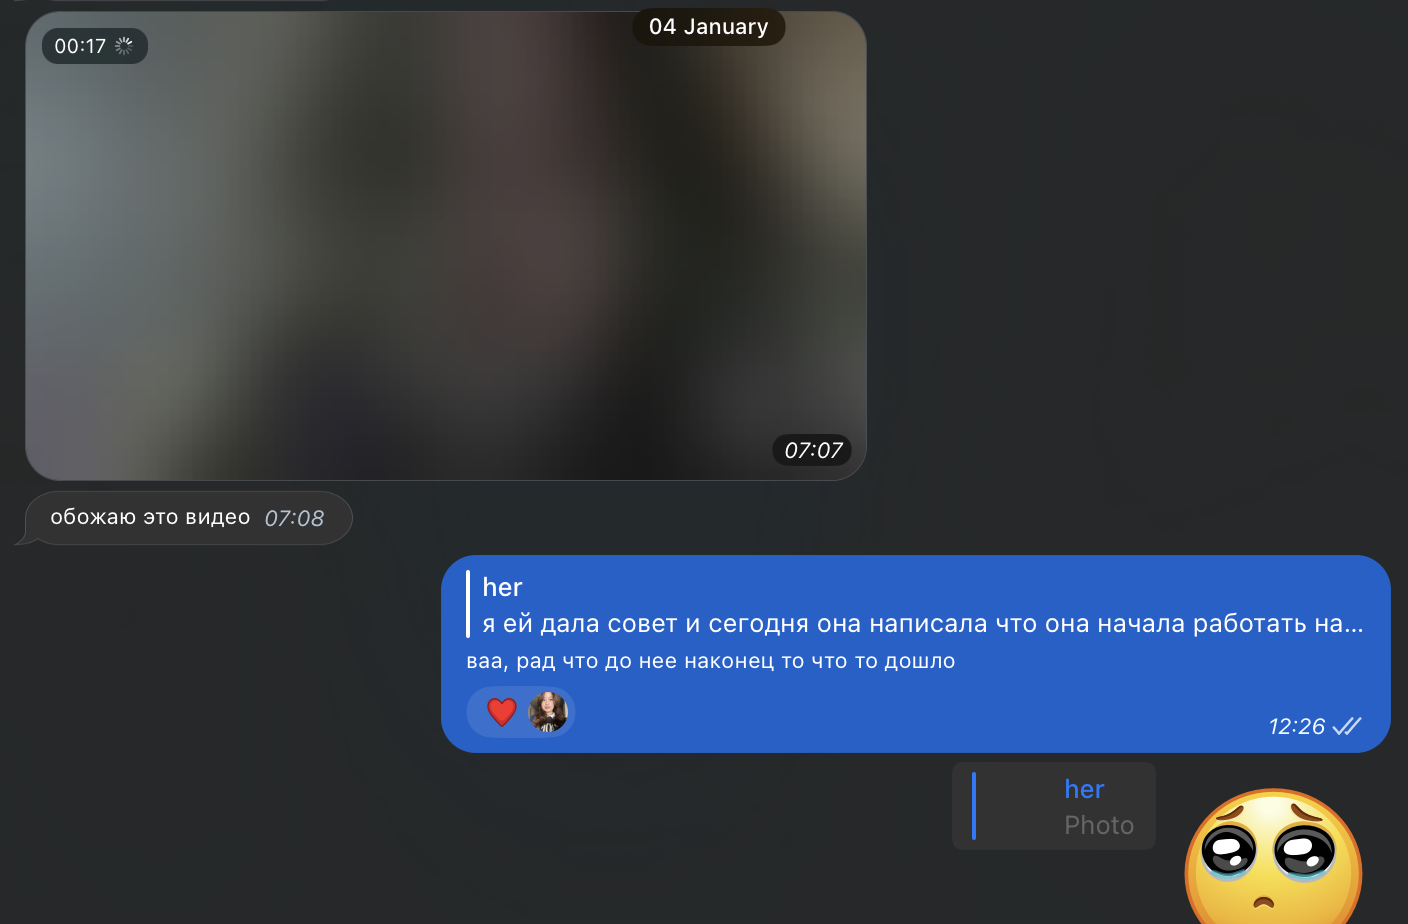 04 January
00:17
07:07
обожаю это видео 07:08
her
я ей дала совет и сегодня она написала что она начала работать на...
ваа, рад что до нее наконец то что то дошло
12:26
her
Photo